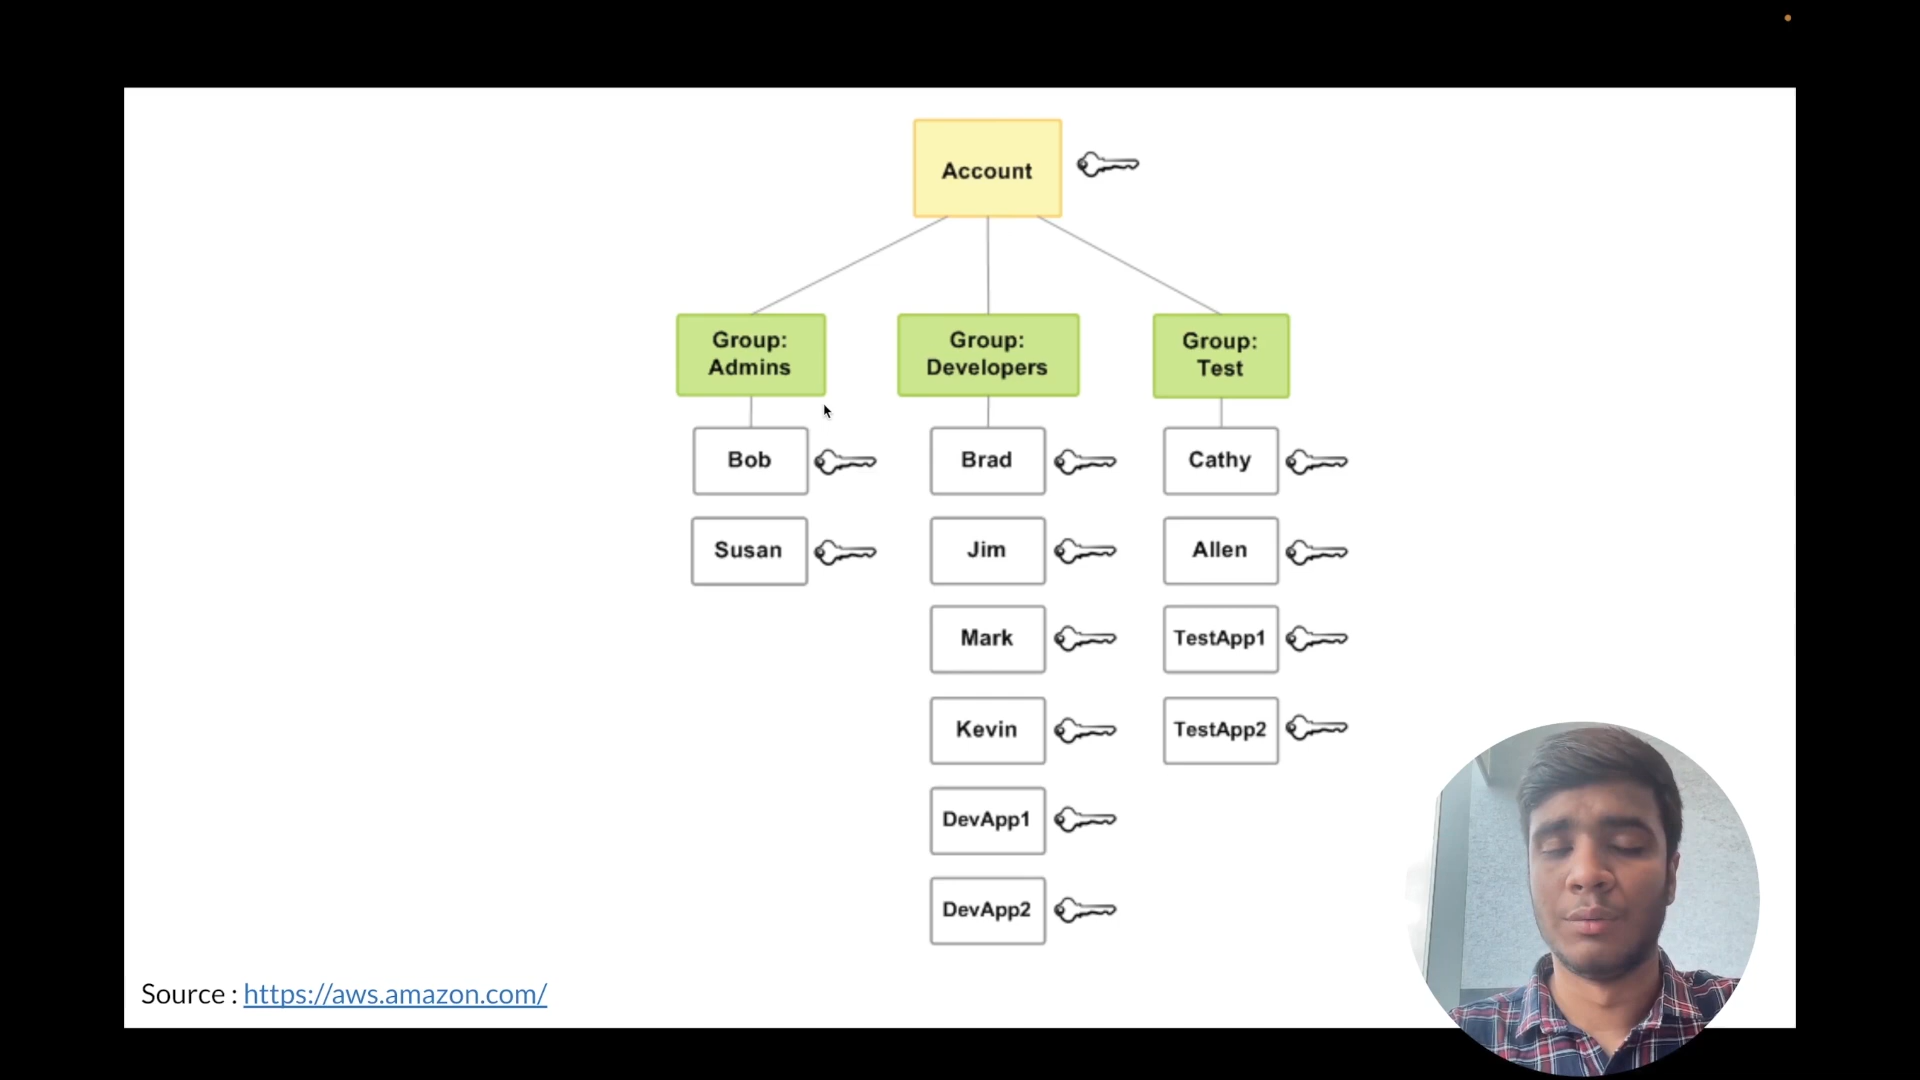 Account
Group:
Admins
Group:
Developers
Group:
Test
Bob
Brad
Cathy
Susan
Jim
Allen
Mark
TestApp1
Kevin
TestApp2
DevApp1
DevApp2
Source : https://aws.amazon.com/